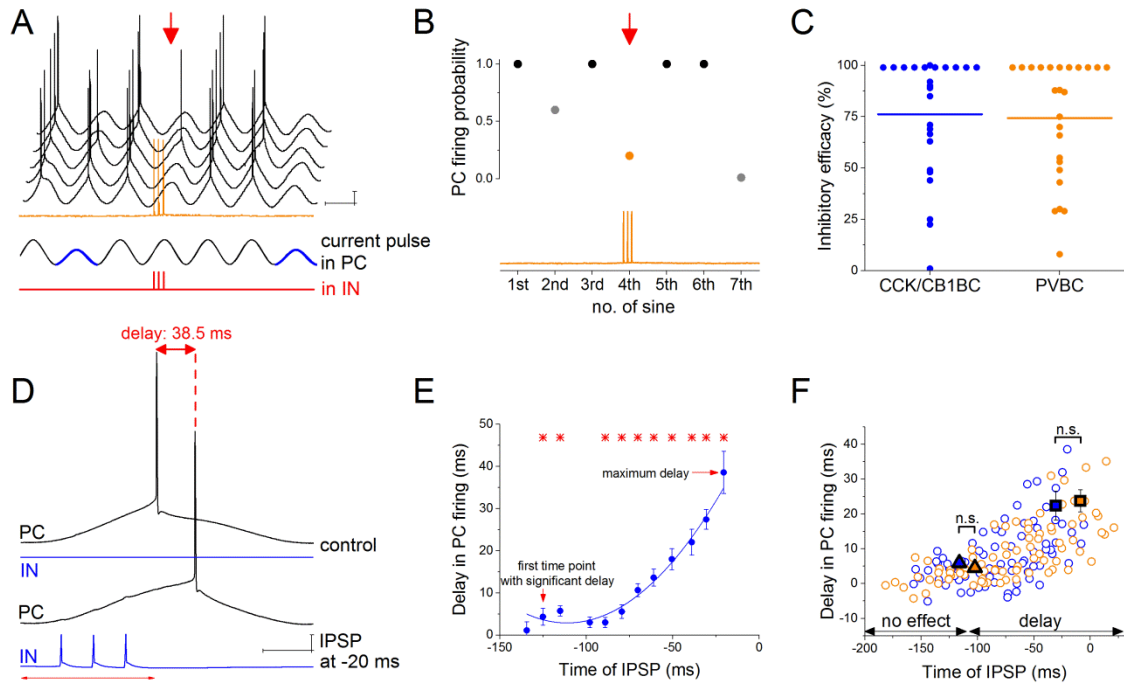 A
current pulse
in PC
in IN
B
PC firing probability
1.0
0.5
0.0
1st 2nd 3rd 4th 5th 6th 7th
no. of sine
C
Inhibitory efficacy (%)
100
75
50
25
0
CCK/CB1BC PVBC
D
delay: 38.5 ms
PC
control
IN
PC
IN
IPSP
at -20 ms
E
Delay in PC firing (ms)
50
40
30
20
10
0
maximum delay
first time point
with significant delay
-150 -100 -50 0
Time of IPSP (ms)
F
Delay in PC firing (ms)
40
30
20
10
0
-10
n.s.
n.s.
no effect delay
-200 -150 -100 -50 0
Time of IPSP (ms)